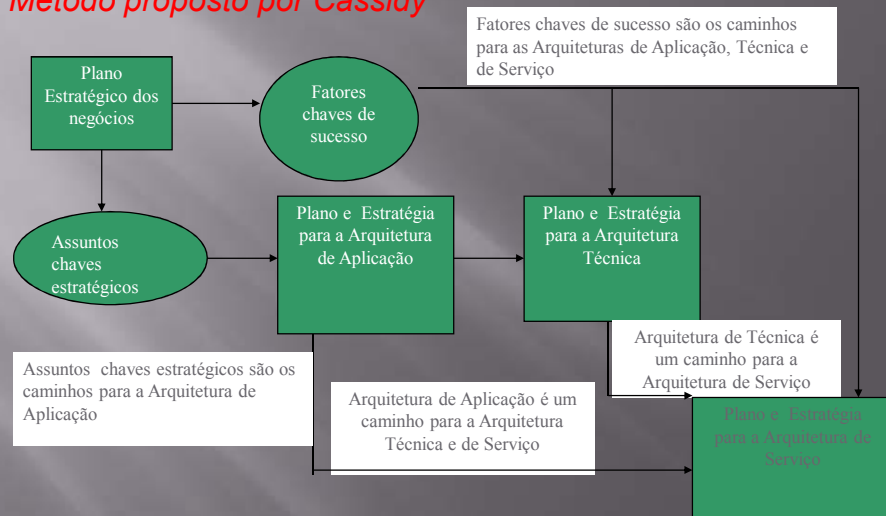 Método proposto por Cassidy
Fatores chaves de sucesso são os caminhos
para as Arquiteturas de Aplicação, Técnica e
de Serviço
Plano
Estratégico dos
negócios
Fatores
chaves de
sucesso
Assuntos
chaves
estratégicos
Plano e Estratégia
para a Arquitetura
de Aplicação
Plano e Estratégia
para a Arquitetura
Técnica
Assuntos chaves estratégicos são os
caminhos para a Arquitetura de
Aplicação
Arquitetura de Aplicação é um
caminho para a Arquitetura
Técnica e de Serviço
Arquitetura de Técnica é
um caminho para a
Arquitetura de Serviço
Plano e Estratégia
para a Arquitetura de
Serviço